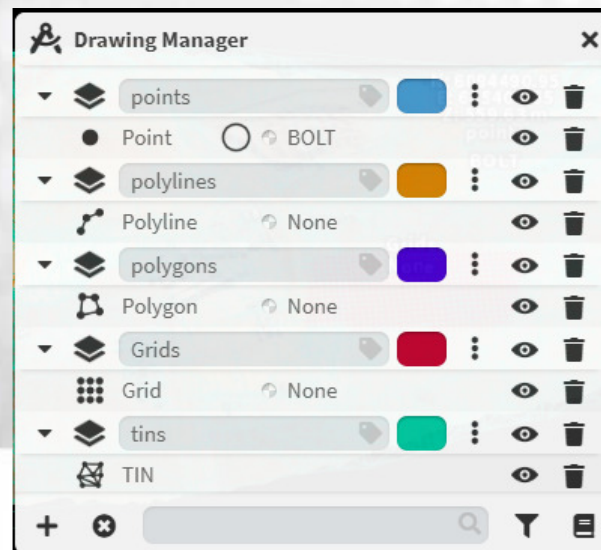 Drawing Manager
points
Point BOLT
polylines
Polyline None
polygons
Polygon None
Grids
Grid None
tins
TIN